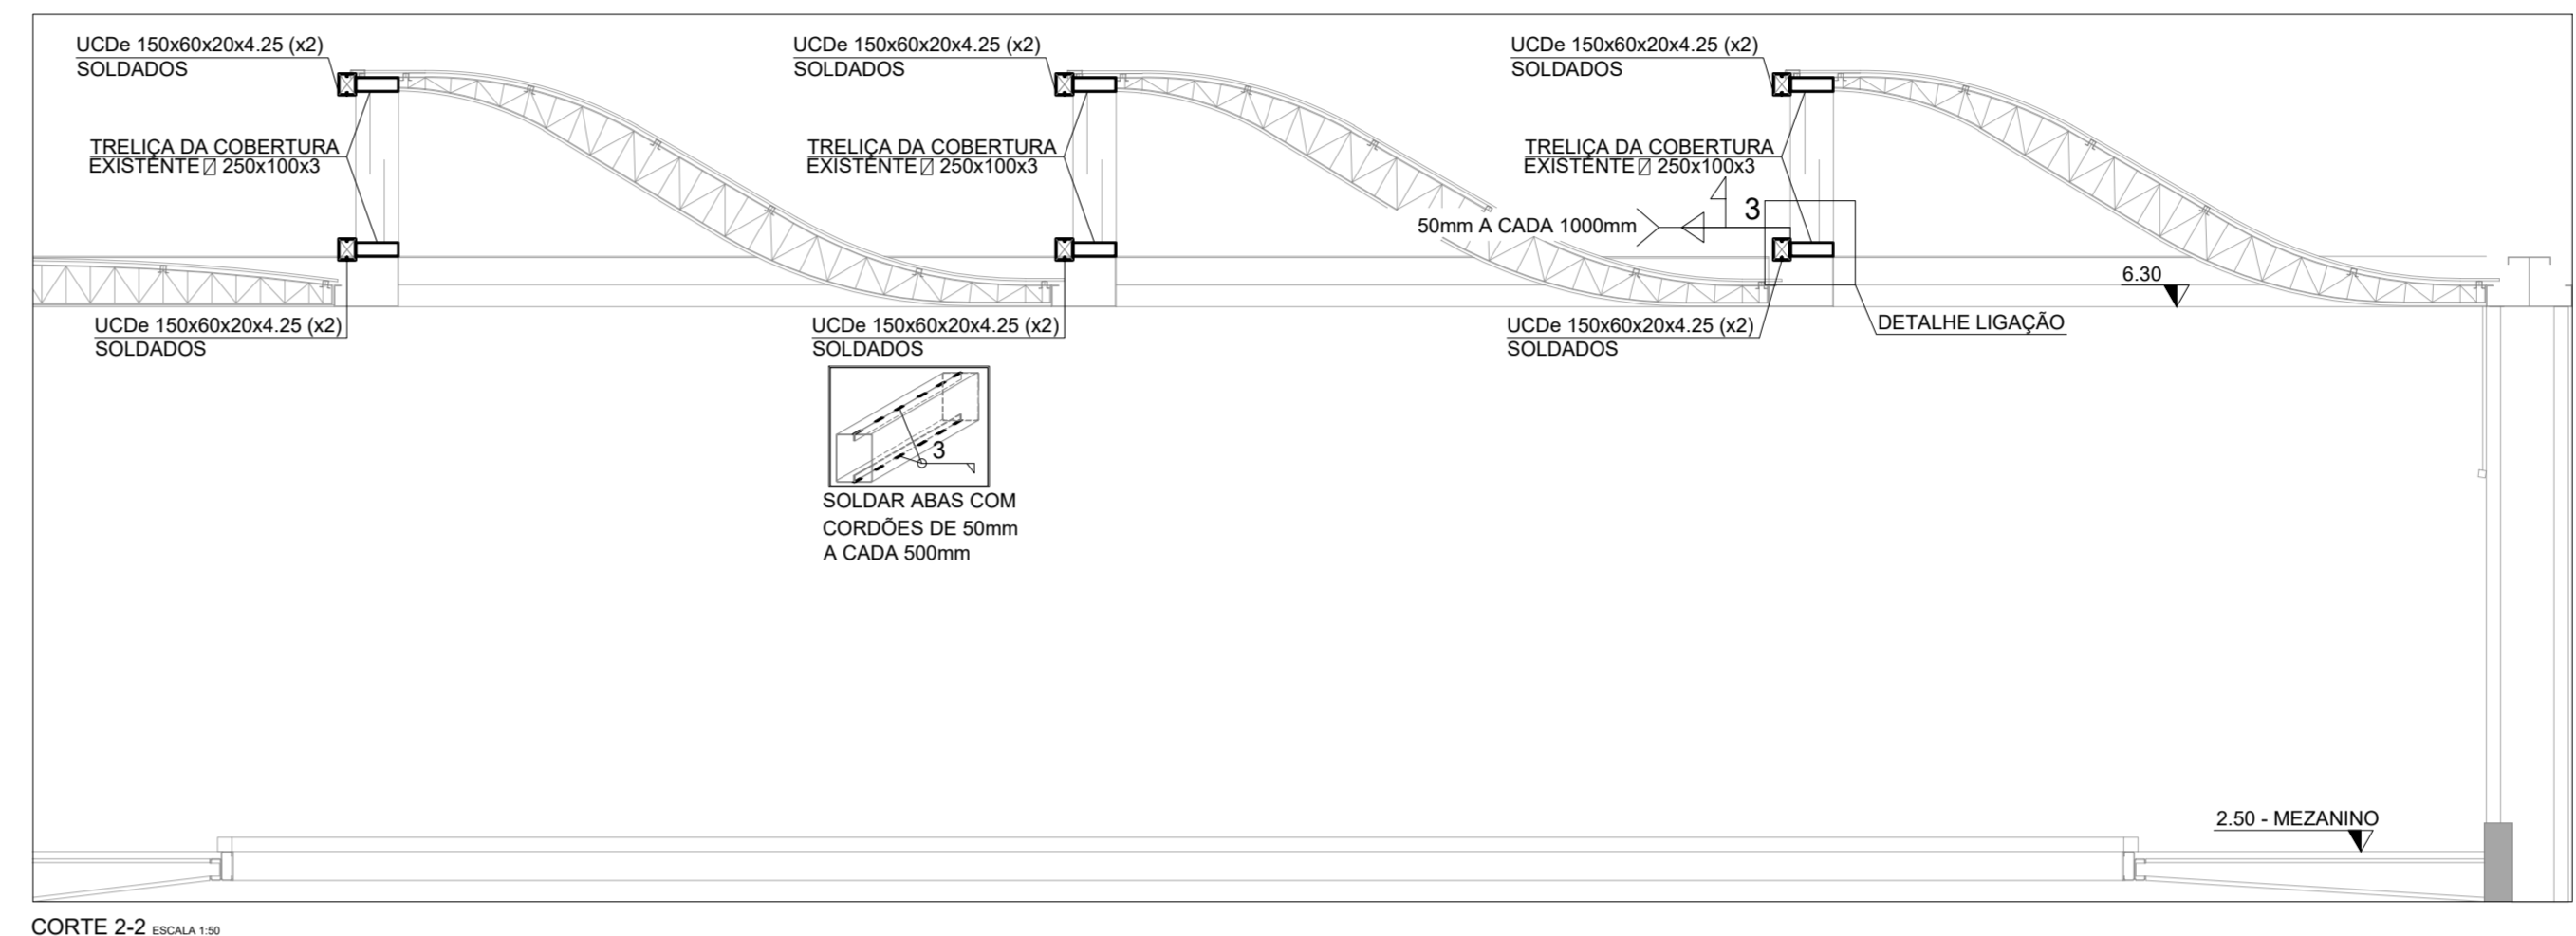 UCDe 150x60x20x4.25 (x2)
SOLDADOS
UCDe 150x60x20x4.25 (x2)
SOLDADOS
UCDe 150x60x20x4.25 (x2)
SOLDADOS
TRELIÇA DA COBERTURA
EXISTENTE 250x100x3
TRELIÇA DA COBERTURA
EXISTENTE 250x100x3
TRELIÇA DA COBERTURA
EXISTENTE 250x100x3
3
50mm A CADA 1000mm
6.30
UCDe 150x60x20x4.25 (x2)
SOLDADOS
UCDe 150x60x20x4.25 (x2)
SOLDADOS
UCDe 150x60x20x4.25 (x2)
SOLDADOS
DETALHE LIGAÇÃO
3
SOLDAR ABAS COM
CORDÕES DE 50mm
A CADA 500mm
2.50 - MEZANINO
CORTE 2-2 ESCALA 1:50